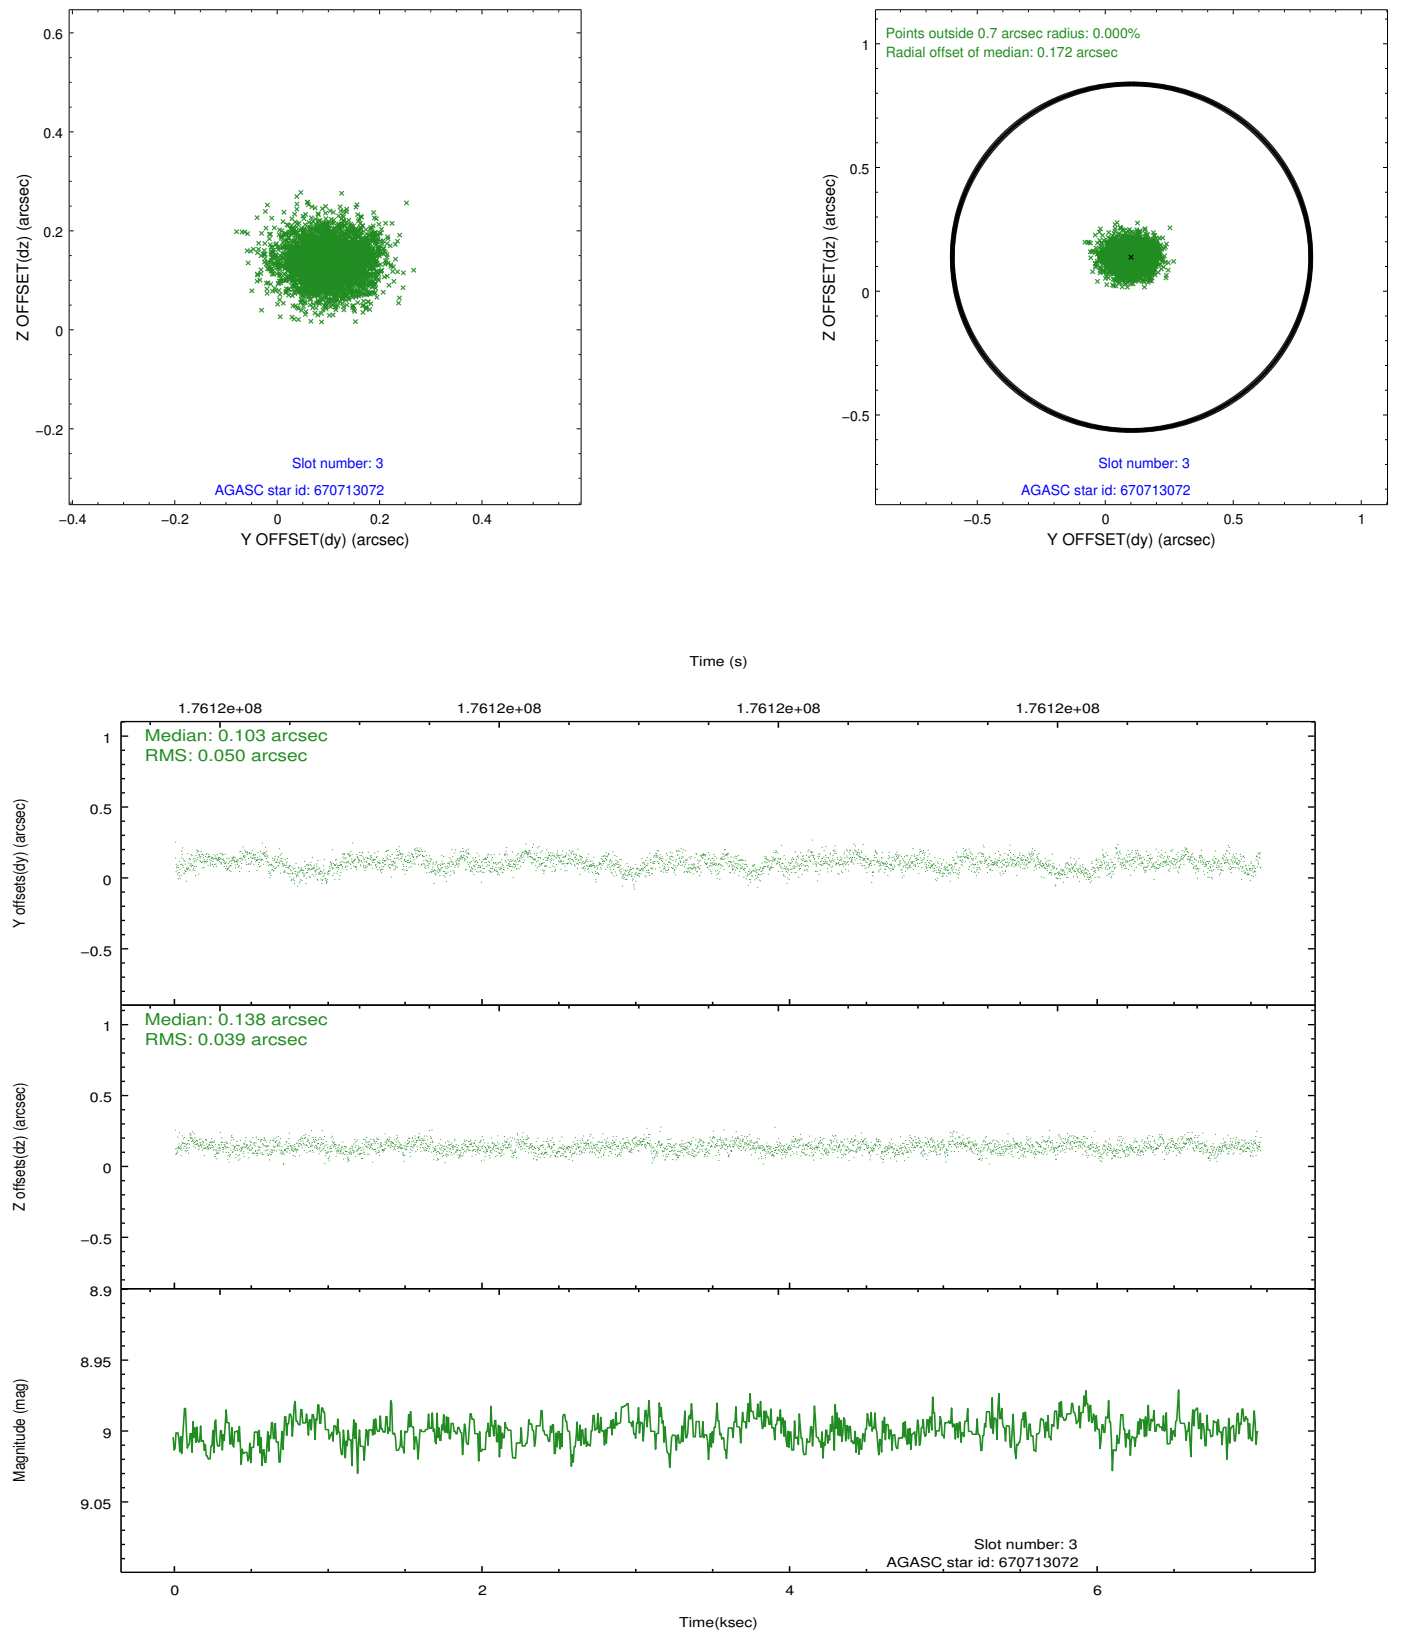 0.6
0.4
0.2
0
−0.2
−0.4
−0.2
0
0.2
0.4
Z OFFSET(dz) (arcsec)
Y OFFSET(dy) (arcsec)
Slot number: 3
AGASC star id: 670713072
Points outside 0.7 arcsec radius: 0.000%
Radial offset of median: 0.172 arcsec
1
0.5
0
−0.5
−0.5
0
0.5
1
Z OFFSET(dz) (arcsec)
Y OFFSET(dy) (arcsec)
Slot number: 3
AGASC star id: 670713072
Time (s)
1.7612e+08
1.7612e+08
1.7612e+08
1.7612e+08
Median: 0.103 arcsec
RMS: 0.050 arcsec
1
0.5
0
−0.5
Y offsets(dy) (arcsec)
Median: 0.138 arcsec
RMS: 0.039 arcsec
1
0.5
0
−0.5
Z offsets(dz) (arcsec)
8.9
8.95
9
9.05
Magnitude (mag)
Slot number: 3
AGASC star id: 670713072
0
2
4
6
Time(ksec)